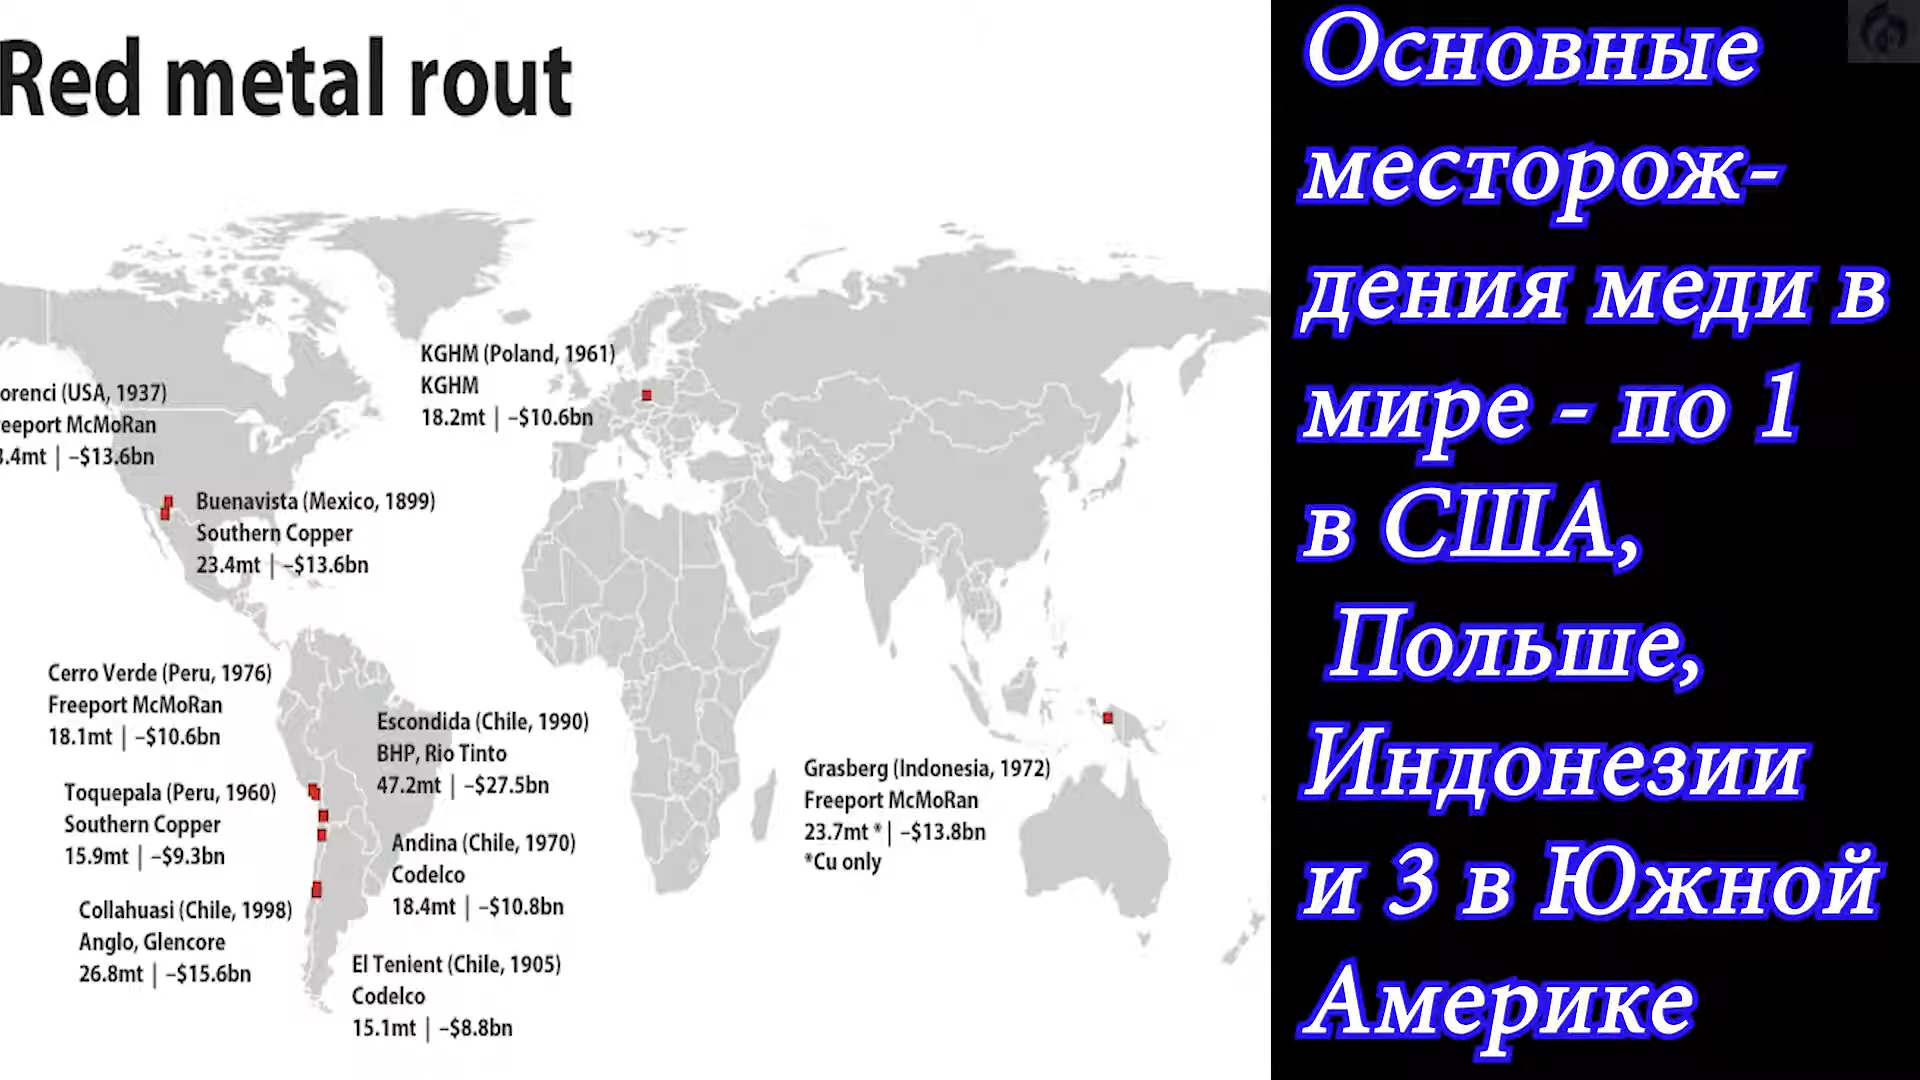 Red metal rout
KGHM (Poland, 1961)
KGHM
18.2mt | –$10.6bn
orenci (USA, 1937)
eeport McMoRan
.4mt | –$13.6bn
Buenavista (Mexico, 1899)
Southern Copper
23.4mt | –$13.6bn
Cerro Verde (Peru, 1976)
Freeport McMoRan
18.1mt | –$10.6bn
Escondida (Chile, 1990)
BHP, Rio Tinto
47.2mt | –$27.5bn
Toquepala (Peru, 1960)
Southern Copper
15.9mt | –$9.3bn
Andina (Chile, 1970)
Codelco
18.4mt | –$10.8bn
Collahuasi (Chile, 1998)
Anglo, Glencore
26.8mt | –$15.6bn
El Tenient (Chile, 1905)
Codelco
15.1mt | –$8.8bn
Grasberg (Indonesia, 1972)
Freeport McMoRan
23.7mt * | –$13.8bn
*Cu only
Основные
месторож-
дения меди в
мире - по 1
в США,
Польше,
Индонезии
и 3 в Южной
Америке